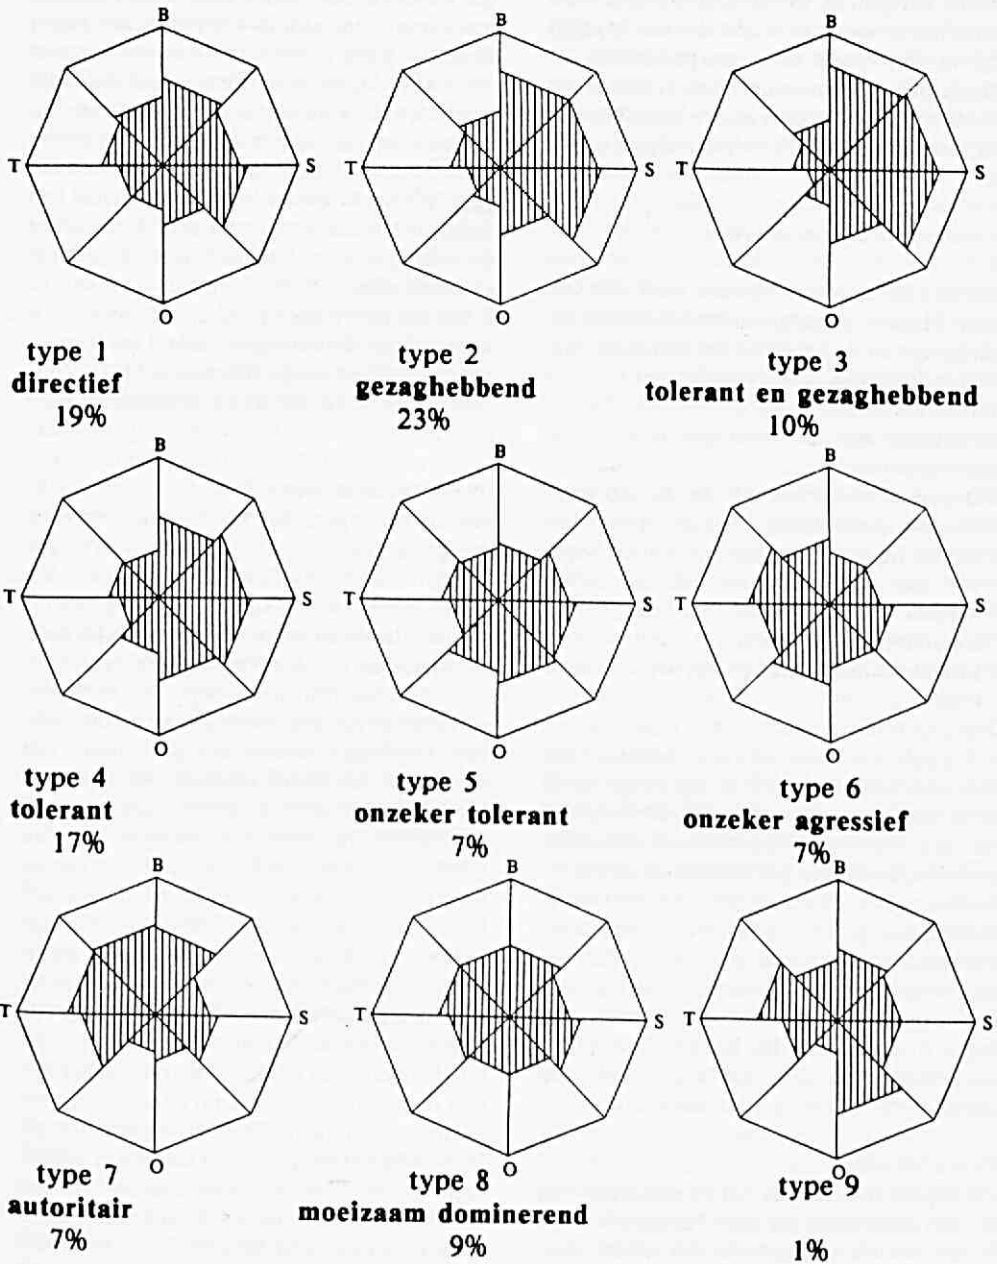 B
B
B
T
S
T
S
T
S
O
O
O
type 1
directief
19%
type 2
gezaghebbend
23%
type 3
tolerant en gezaghebbend
10%
B
B
B
T
S
T
S
T
S
O
O
O
type 4
tolerant
17%
type 5
onzeker tolerant
7%
type 6
onzeker agressief
7%
B
B
B
T
S
T
S
T
S
O
O
O
type 7
autoritair
7%
type 8
moeizaam dominerend
9%
type 9
1%